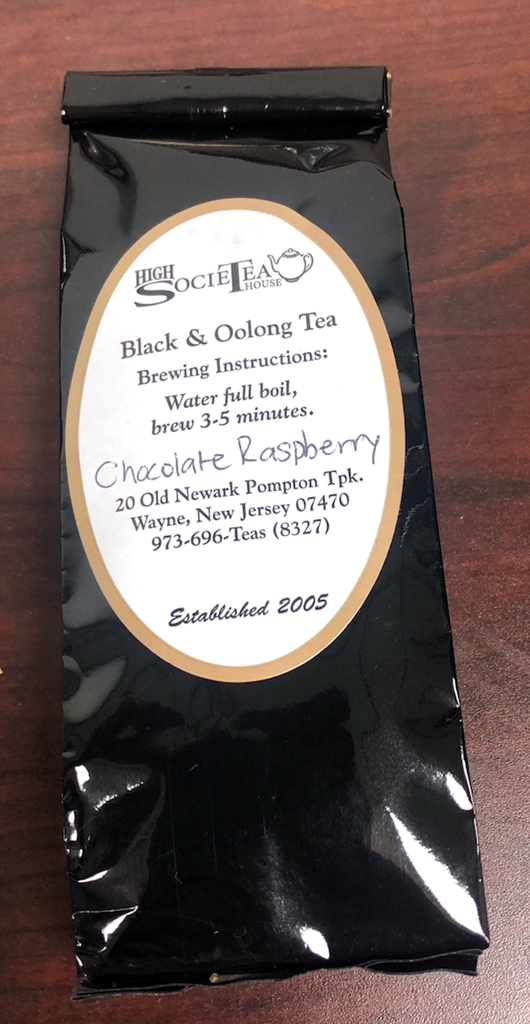 HIGH
SOCIETEA
HOUSE
Black & Oolong Tea
Brewing Instructions:
Water full boil,
brew 3-5 minutes.
Chocolate Raspberry
20 Old Newark Pompton Tpk.
Wayne, New Jersey 07470
973-696-Teas (8327)
Established 2005